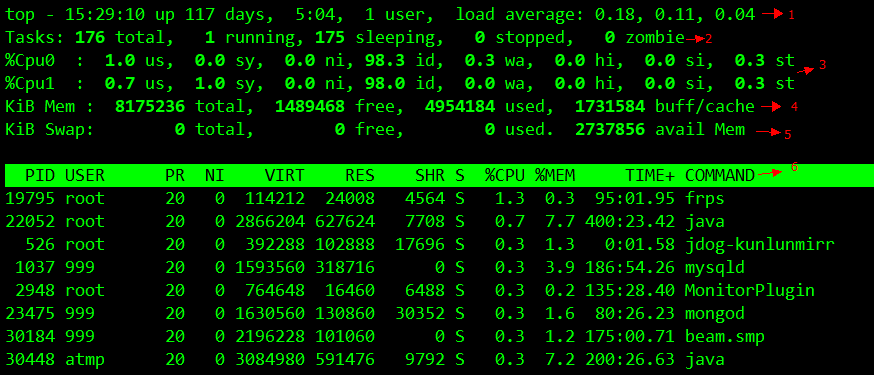 top - 15:29:10 up 117 days,  5:04,  1 user,  load average: 0.18, 0.11, 0.04 1
Tasks: 176 total,   1 running, 175 sleeping,   0 stopped,   0 zombie 2
%Cpu0  :  1.0 us,  0.0 sy,  0.0 ni, 98.3 id,  0.3 wa,  0.0 hi,  0.0 si,  0.3 st 3
%Cpu1  :  0.7 us,  1.0 sy,  0.0 ni, 98.0 id,  0.0 wa,  0.0 hi,  0.0 si,  0.3 st
KiB Mem :  8175236 total,  1489468 free,  4954184 used,  1731584 buff/cache 4
KiB Swap:        0 total,        0 free,        0 used.  2737856 avail Mem 5
PID USER      PR  NI    VIRT    RES    SHR S  %CPU %MEM     TIME+ COMMAND 6
19795 root      20   0  114212  24008   4564 S   1.3  0.3  95:01.95 frps
22052 root      20   0 2866204 627624   7708 S   0.7  7.7 400:23.42 java
526 root      20   0  392288 102888  17696 S   0.3  1.3   0:01.58 jdog-kunlunmirr
1037 999       20   0 1593560 318716      0 S   0.3  3.9 186:54.26 mysqld
2948 root      20   0  764648  16460   6488 S   0.3  0.2 135:28.40 MonitorPlugin
23475 999       20   0 1630560 130860  30352 S   0.3  1.6  80:26.23 mongod
30184 999       20   0 2196228 101060      0 S   0.3  1.2 175:00.71 beam.smp
30448 atmp      20   0 3084980 591476   9792 S   0.3  7.2 200:26.63 java